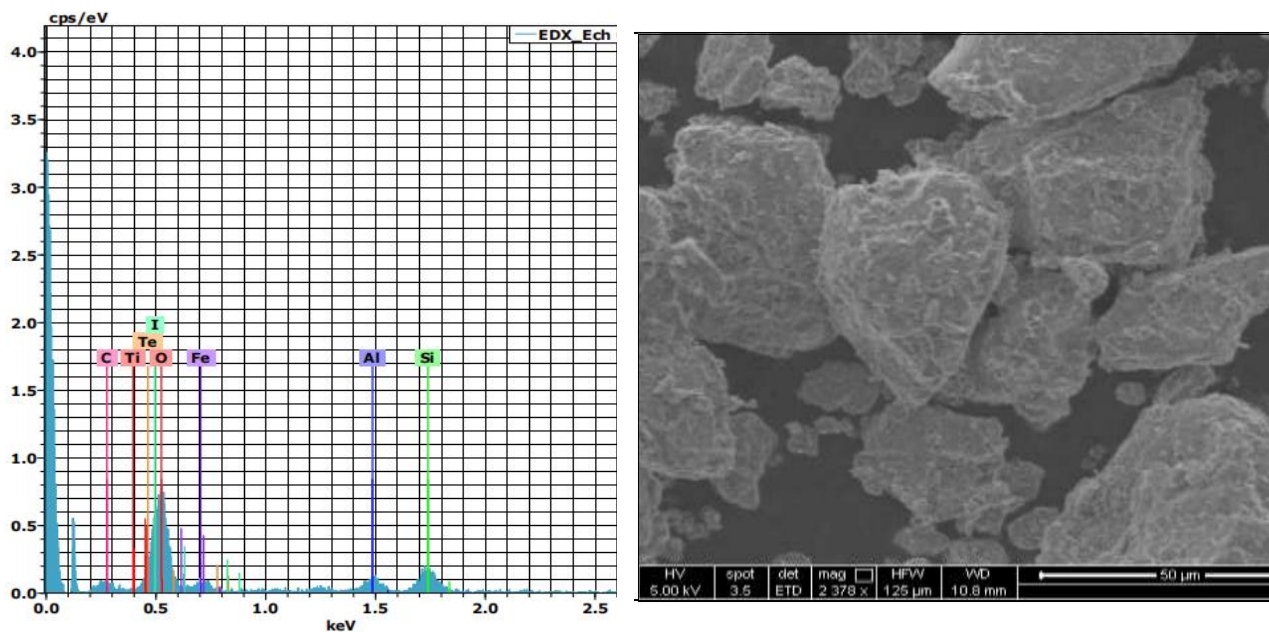 cps/eV
EDX_Ech
4.0
3.5
3.0
2.5
2.0
1.5
1.0
0.5
0.0
I
Te
C Ti O Fe Al Si
0.0 0.5 1.0 1.5 2.0 2.5
keV
HV spot det mag HFW WD
5.00 kV 3.5 ETD 2 378 x 125 µm 10.8 mm
50 µm